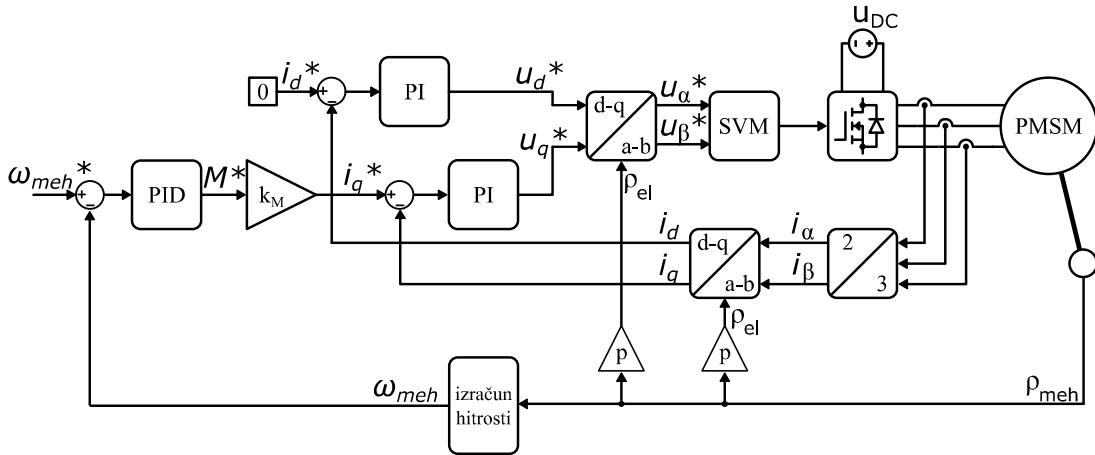 u_DC
0
i_d*
+
−
PI
u_d*
d-q
a-b
u_α*
u_β*
SVM
- +
PMSM
u_q*
ω_meh*
+
−
PID
M*
k_M
i_q*
+
−
PI
ρ_el
i_d
i_q
d-q
a-b
i_α
i_β
2
3
ρ_el
p
p
ω_meh
izračun
hitrosti
ρ_meh